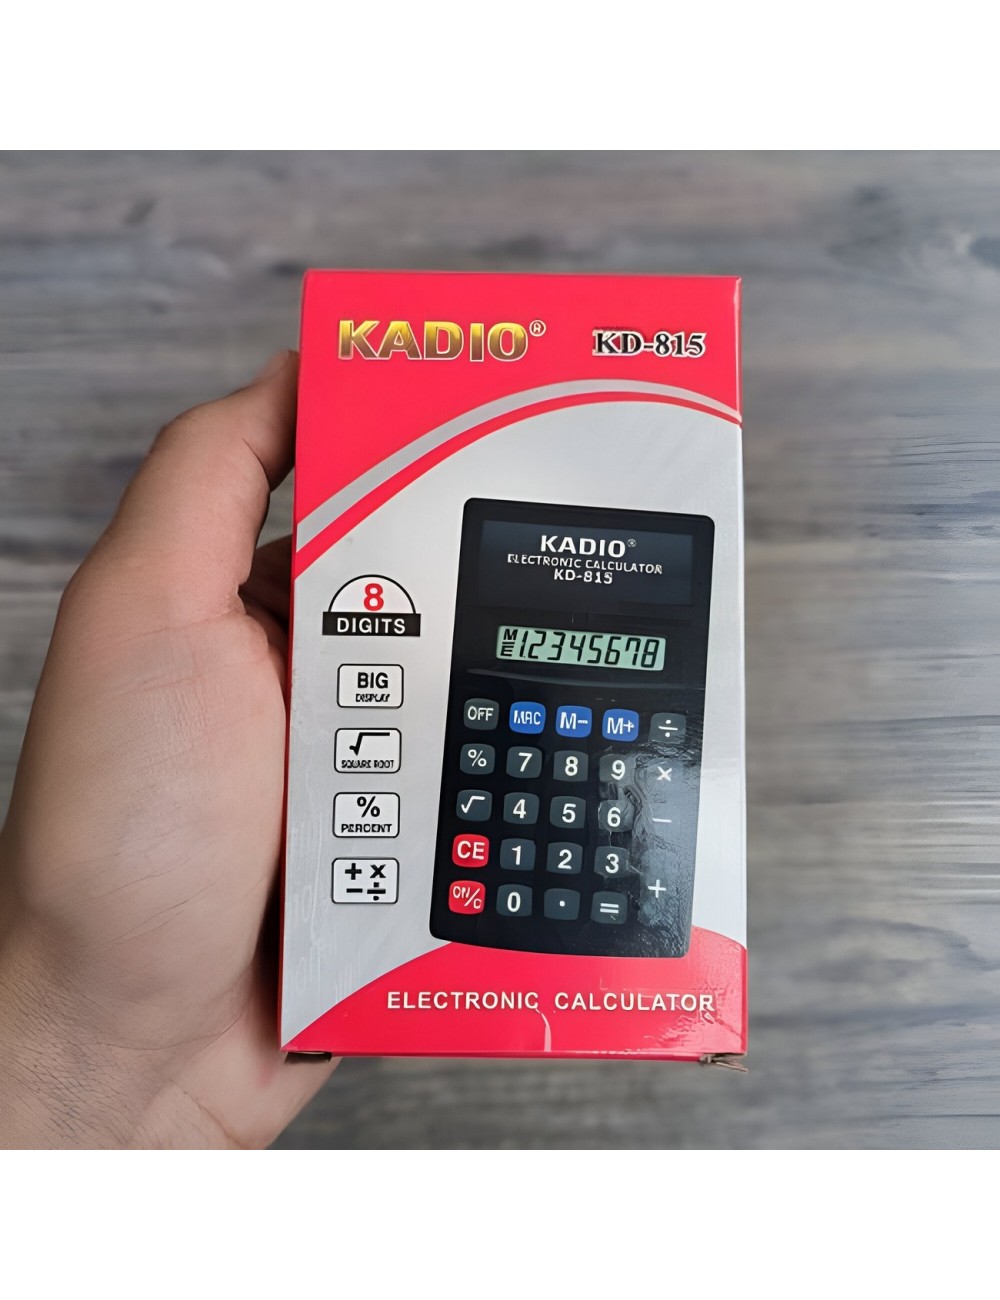 KADIO® KD-815
KADIO®
ELECTRONIC CALCULATOR
KD-815
8
DIGITS
M
E 12345678
BIG
DISPLAY
OFF MRC M- M+ ÷
% 7 8 9 ×
√
SQUARE ROOT
√ 4 5 6 −
%
PERCENT
CE 1 2 3 +
+ ×
− ÷
ON/C 0 . =
ELECTRONIC CALCULATOR